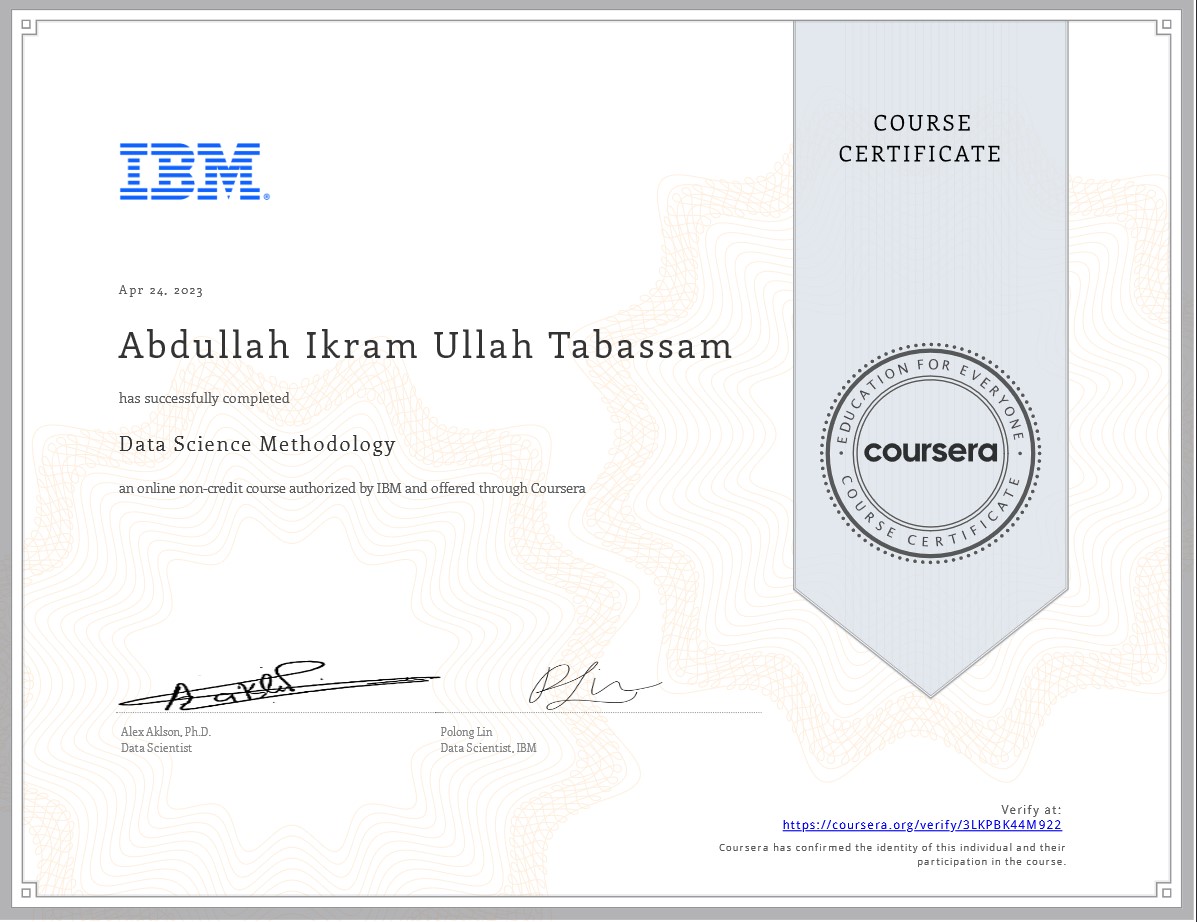 IBM®
COURSE
CERTIFICATE
Apr 24, 2023
Abdullah Ikram Ullah Tabassam
has successfully completed
Data Science Methodology
an online non-credit course authorized by IBM and offered through Coursera
EDUCATION FOR EVERYONE
coursera
COURSE CERTIFICATE
Alex Aklson, Ph.D.
Data Scientist
Polong Lin
Data Scientist, IBM
Verify at:
https://coursera.org/verify/3LKPBK44M922
Coursera has confirmed the identity of this individual and their
participation in the course.